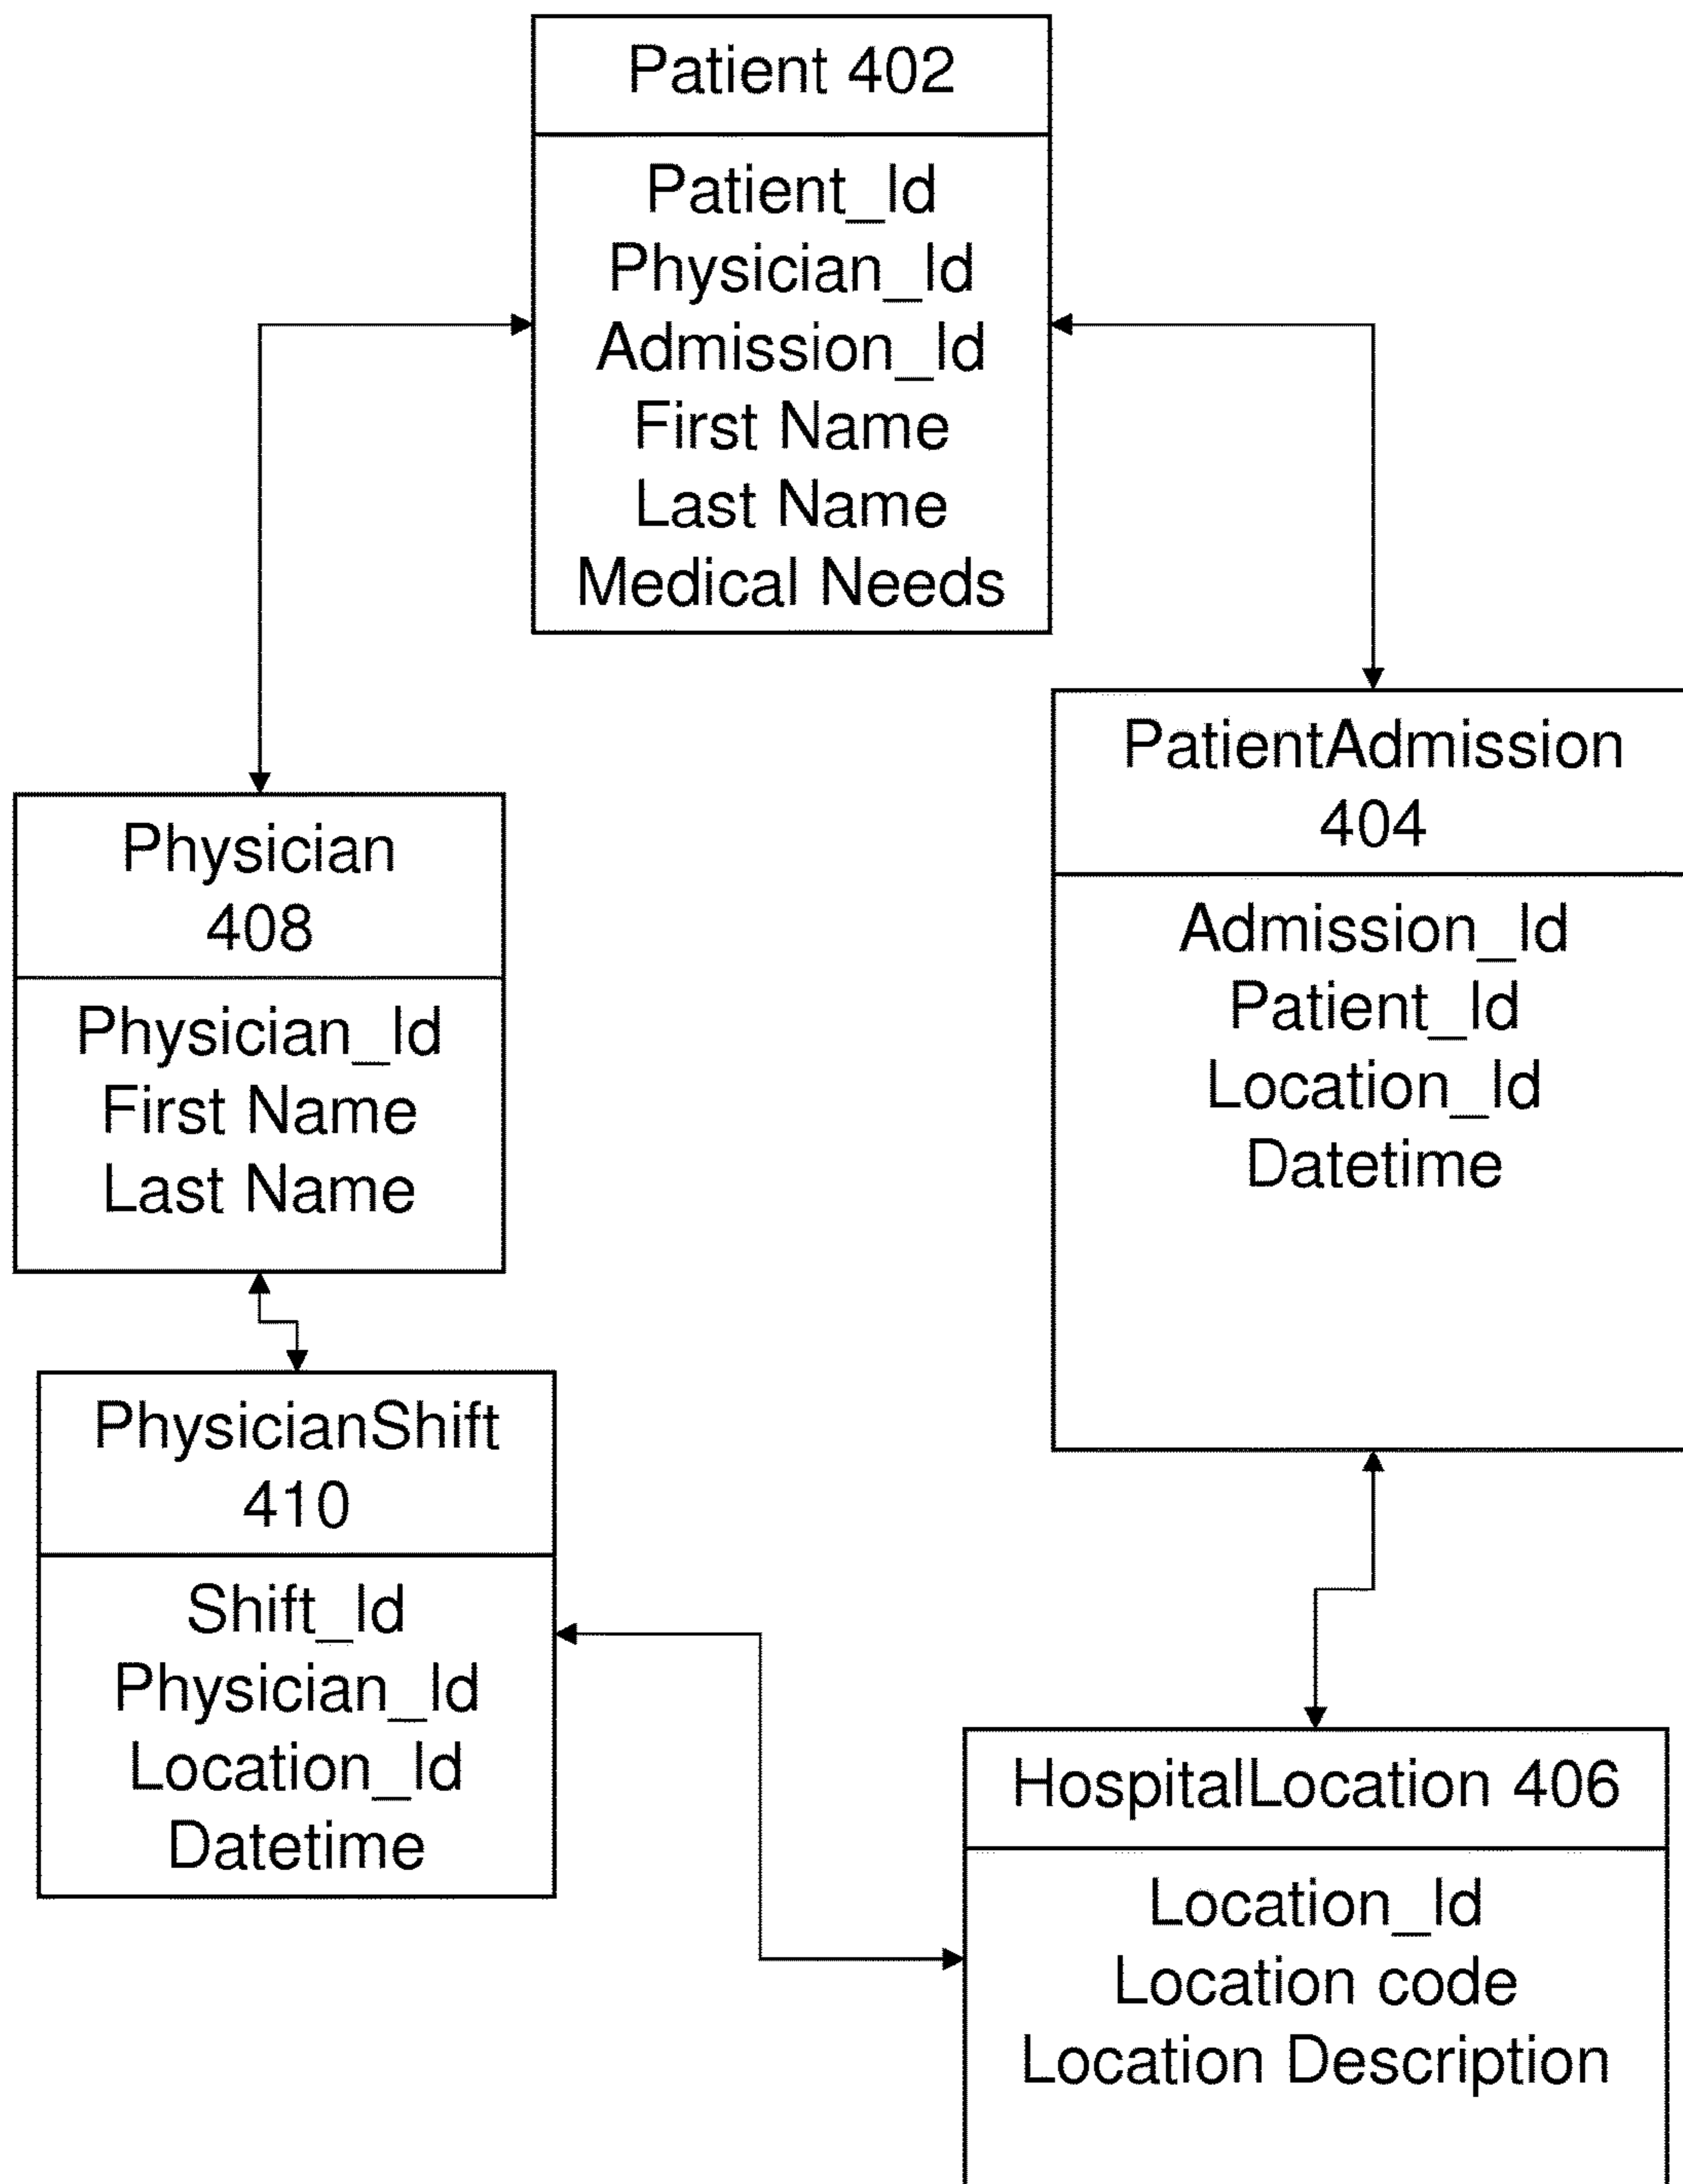 Patient 402
Patient_Id
Physician_Id
Admission_Id
First Name
Last Name
Medical Needs
PatientAdmission
404
Admission_Id
Patient_Id
Location_Id
Datetime
Physician
408
Physician_Id
First Name
Last Name
PhysicianShift
410
Shift_Id
Physician_Id
Location_Id
Datetime
HospitalLocation 406
Location_Id
Location code
Location Description